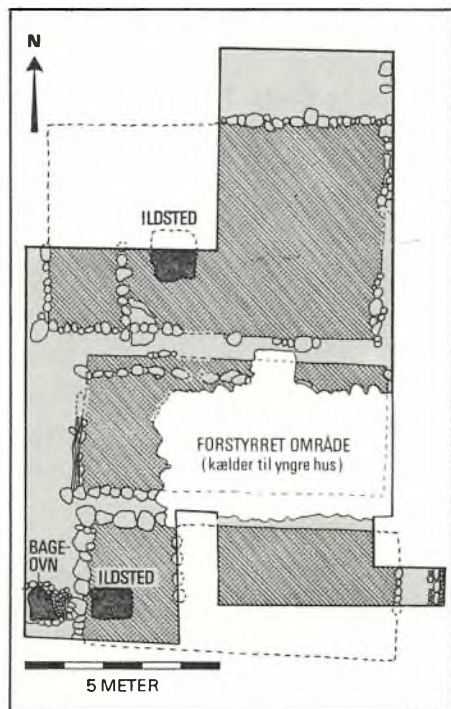 N
ILDSTED
FORSTYRRET OMRÅDE
(kælder til yngre hus)
BAGE-
OVN
ILDSTED
5 METER